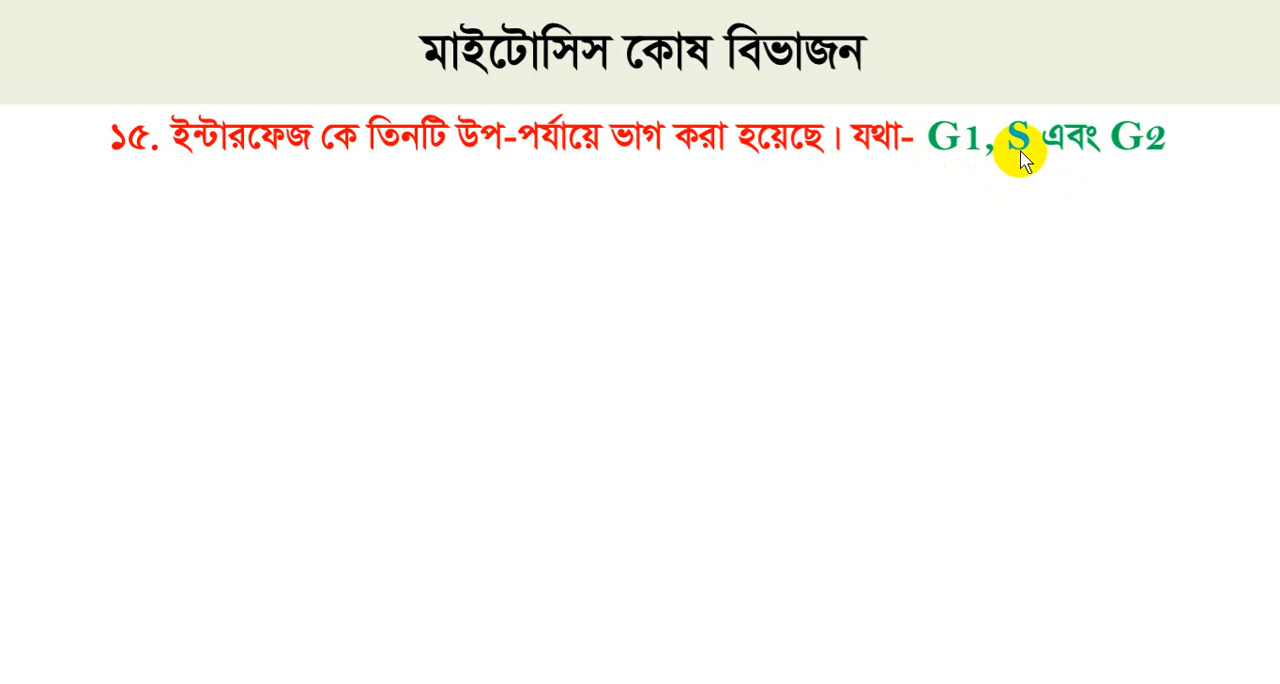 মাইটোসিস কোষ বিভাজন
১৫. ইন্টারফেজ কে তিনটি উপ-পর্যায়ে ভাগ করা হয়েছে। যথা- G1, S এবং G2